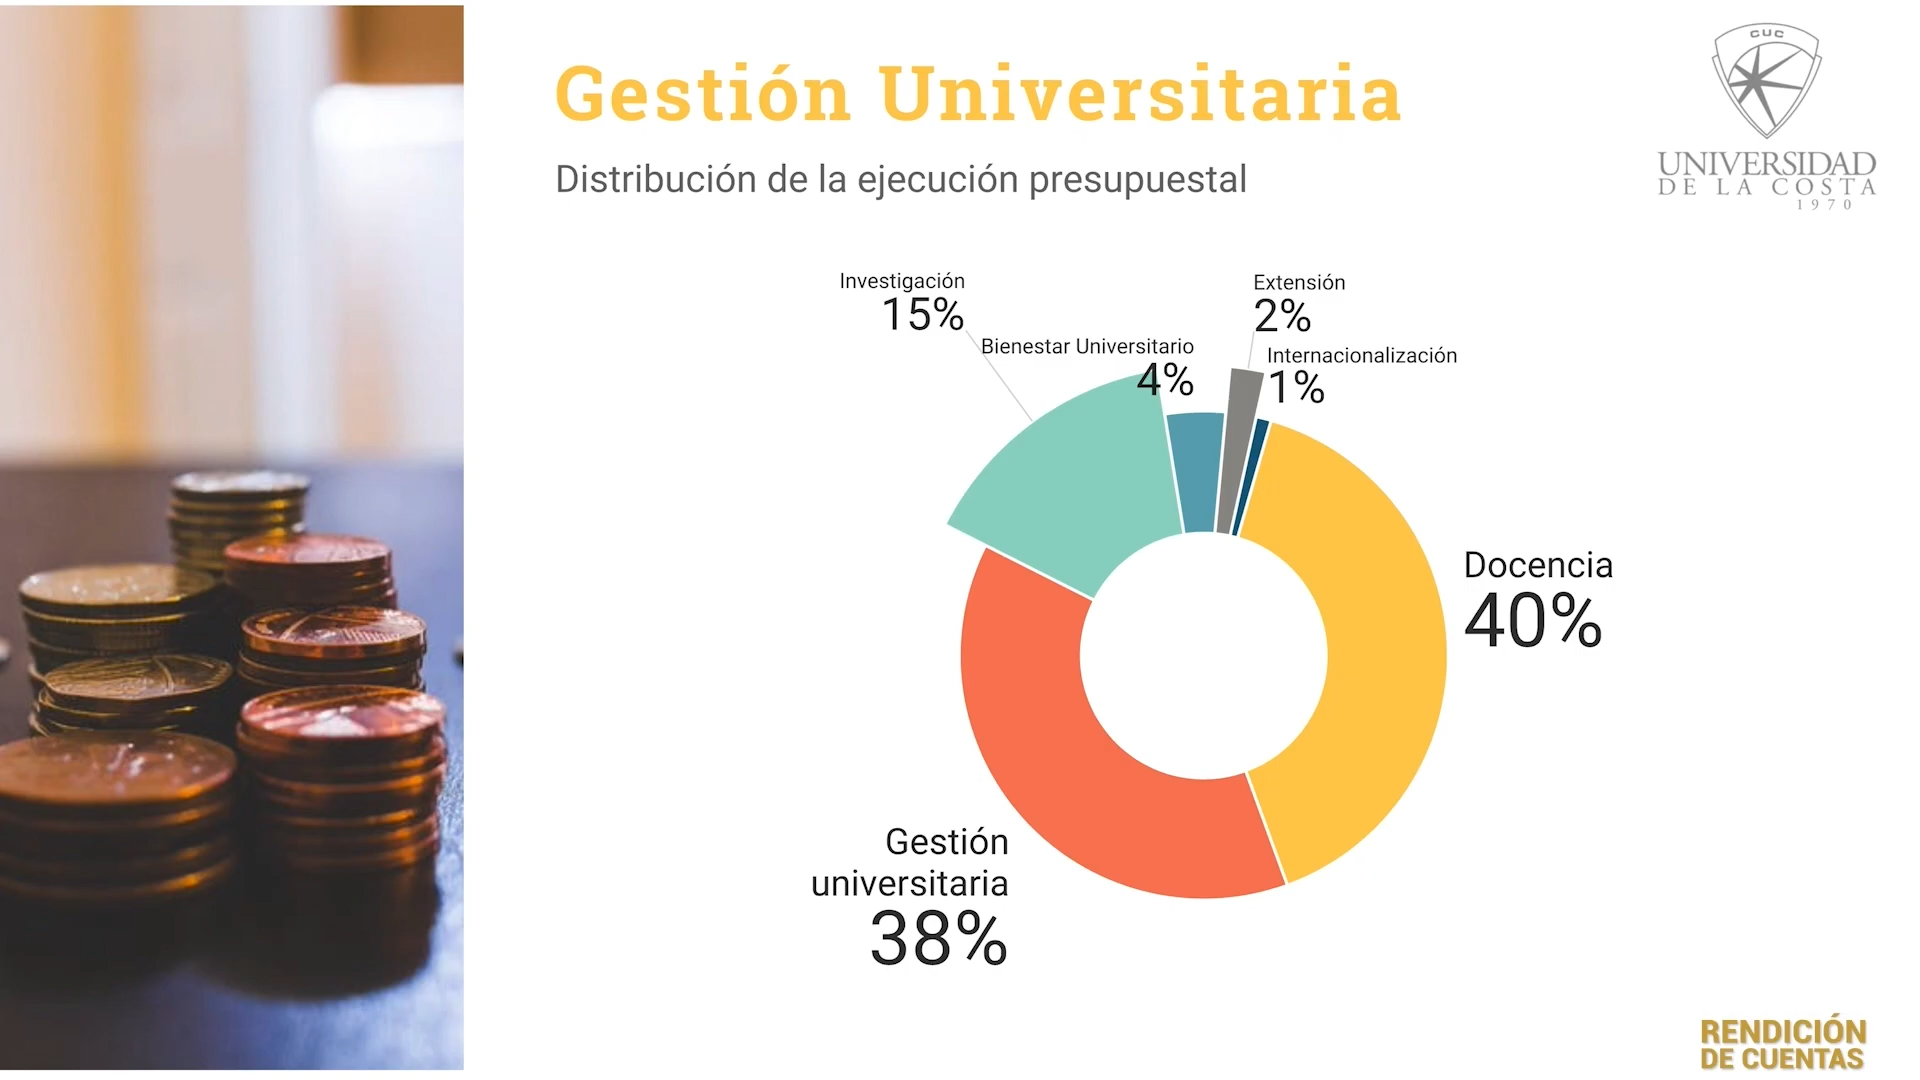 Gestión Universitaria
Distribución de la ejecución presupuestal
CUC
UNIVERSIDAD
DE LA COSTA
1970
Investigación
15%
Bienestar Universitario
4%
Extensión
2%
Internacionalización
1%
Docencia
40%
Gestión
universitaria
38%
RENDICIÓN
DE CUENTAS